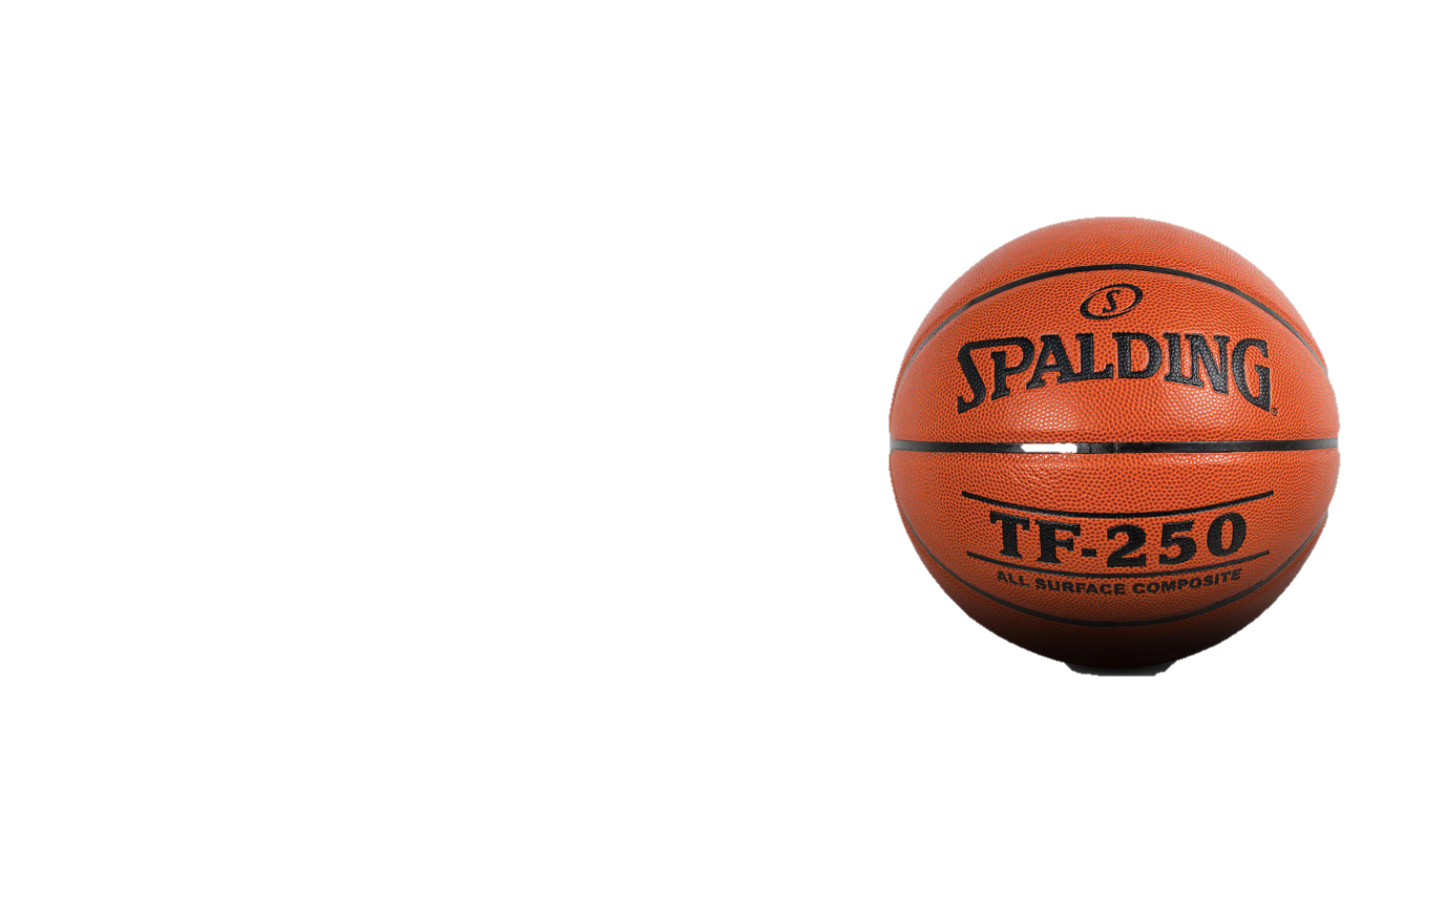 S
SPALDING
TF-250
ALL SURFACE COMPOSITE